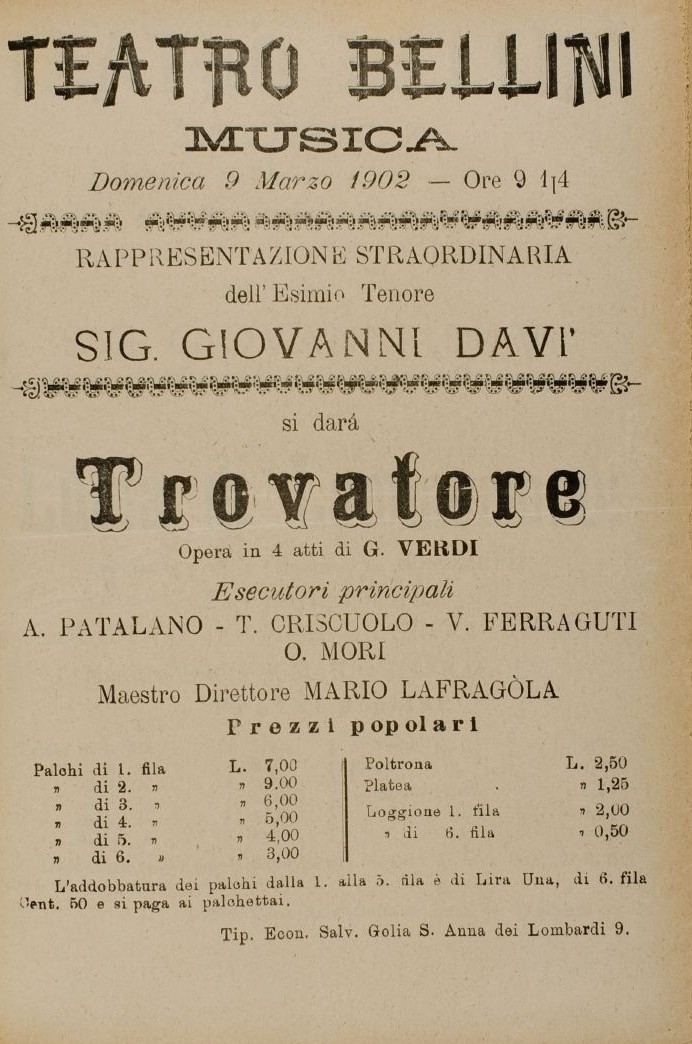 TEATRO BELLINI
MUSICA
Domenica 9 Marzo 1902 — Ore 9 1|4
RAPPRESENTAZIONE STRAORDINARIA
dell' Esimio Tenore
SIG. GIOVANNI DAVI'
si dará
Trovatore
Opera in 4 atti di G. VERDI
Esecutori principali
A. PATALANO - T. CRISCUOLO - V. FERRAGUTI
O. MORI
Maestro Direttore MARIO LAFRAGÒLA
Prezzi popolari
Palchi di 1. fila L. 7,00
" di 2. " " 9.00
" di 3. " " 6,00
" di 4. " " 5,00
" di 5. " " 4,00
" di 6. " " 3,00
Poltrona L. 2,50
Platea " 1,25
Loggione 1. fila " 2,00
" di 6. fila " 0,50
L'addobbatura dei palchi dalla 1. alla 5. fila è di Lira Una, di 6. fila
Cent. 50 e si paga ai palchettai.
Tip. Econ. Salv. Golia S. Anna dei Lombardi 9.